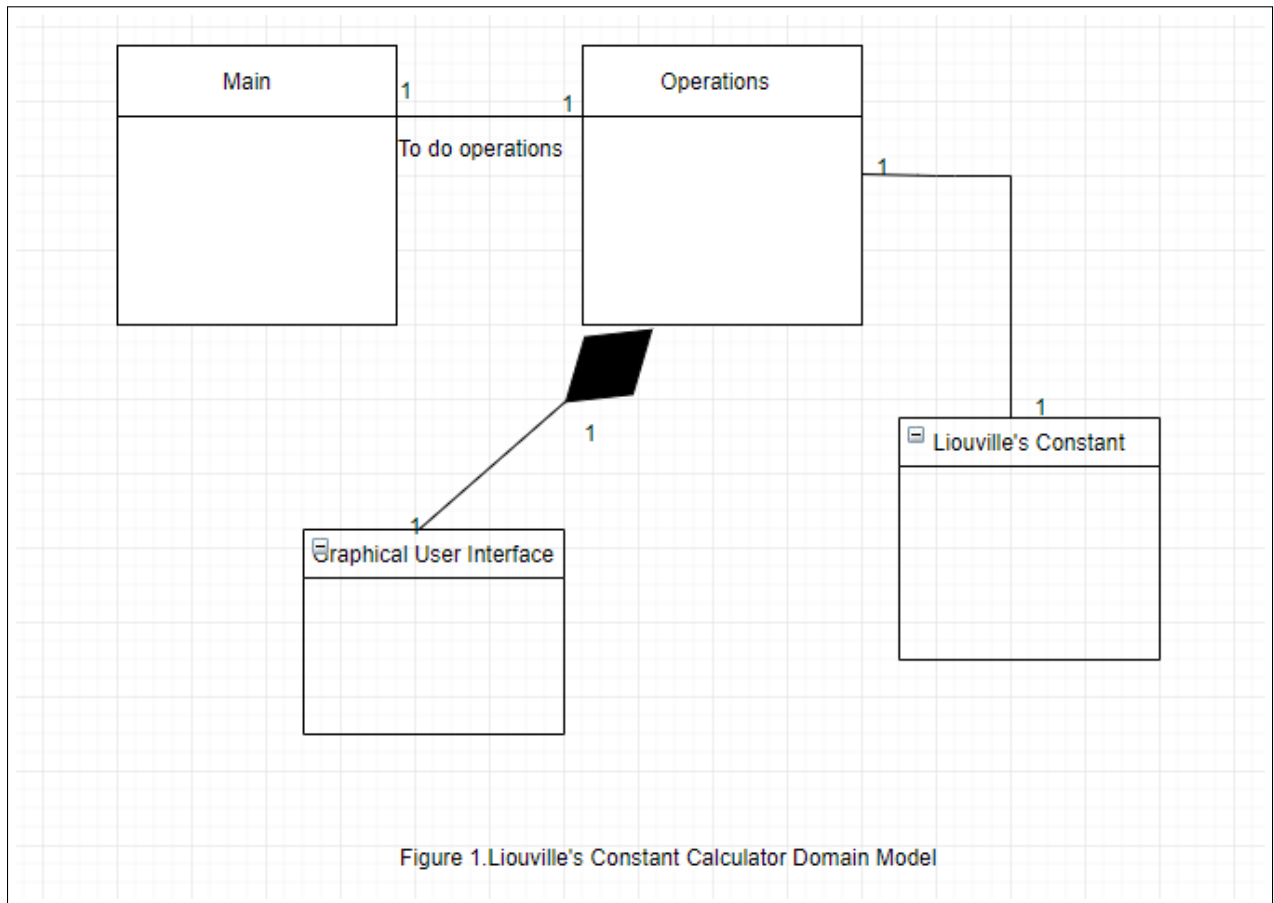 Main
Operations
1
1
To do operations
1
1
1
1
Liouville's Constant
Graphical User Interface
Figure 1.Liouville's Constant Calculator Domain Model